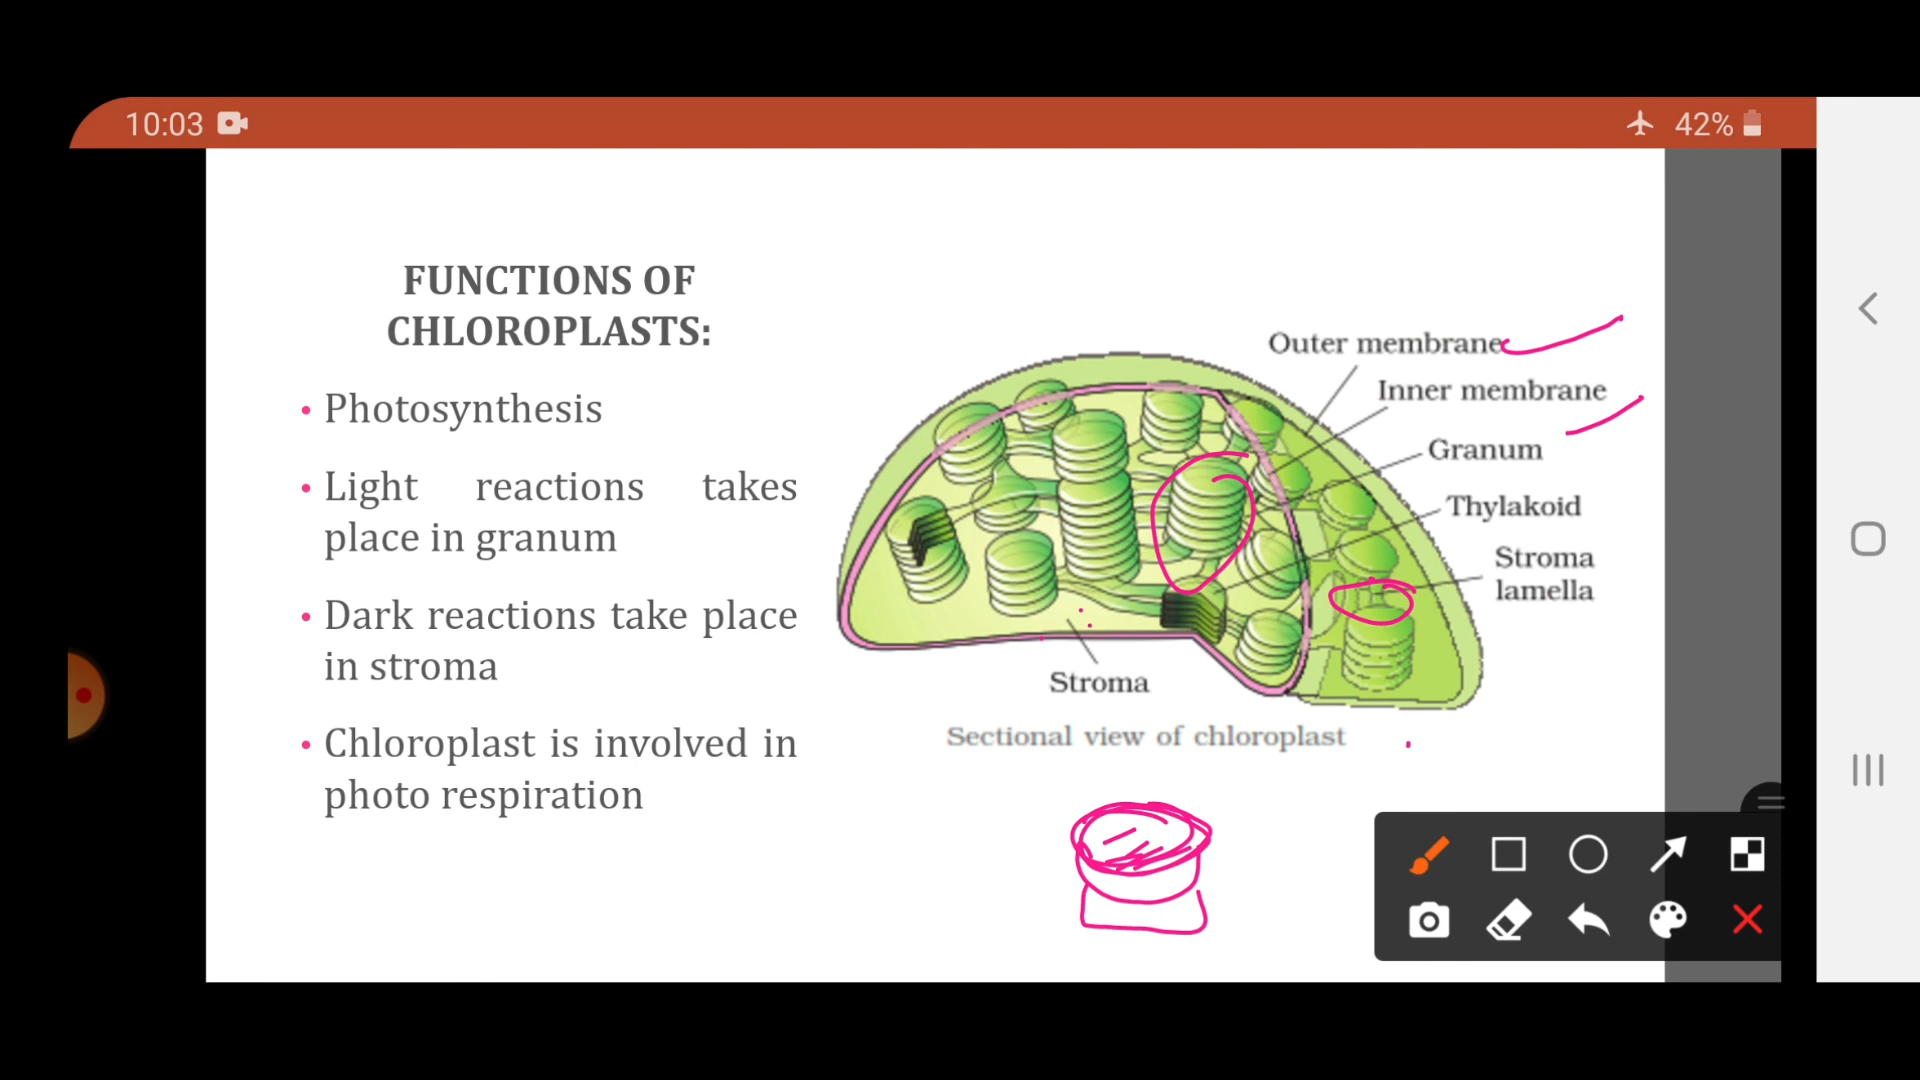 10:03
42%
FUNCTIONS OF
CHLOROPLASTS:
• Photosynthesis
• Light reactions takes
place in granum
• Dark reactions take place
in stroma
• Chloroplast is involved in
photo respiration
Outer membrane
Inner membrane
Granum
Thylakoid
Stroma
lamella
Stroma
Sectional view of chloroplast